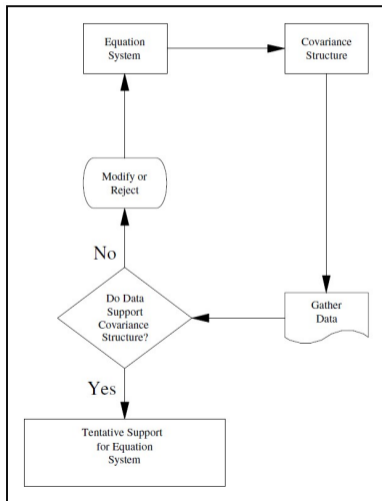 Equation
System
Covariance
Structure
Modify or
Reject
No
Do Data
Support
Covariance
Structure?
Gather
Data
Yes
Tentative Support
for Equation
System